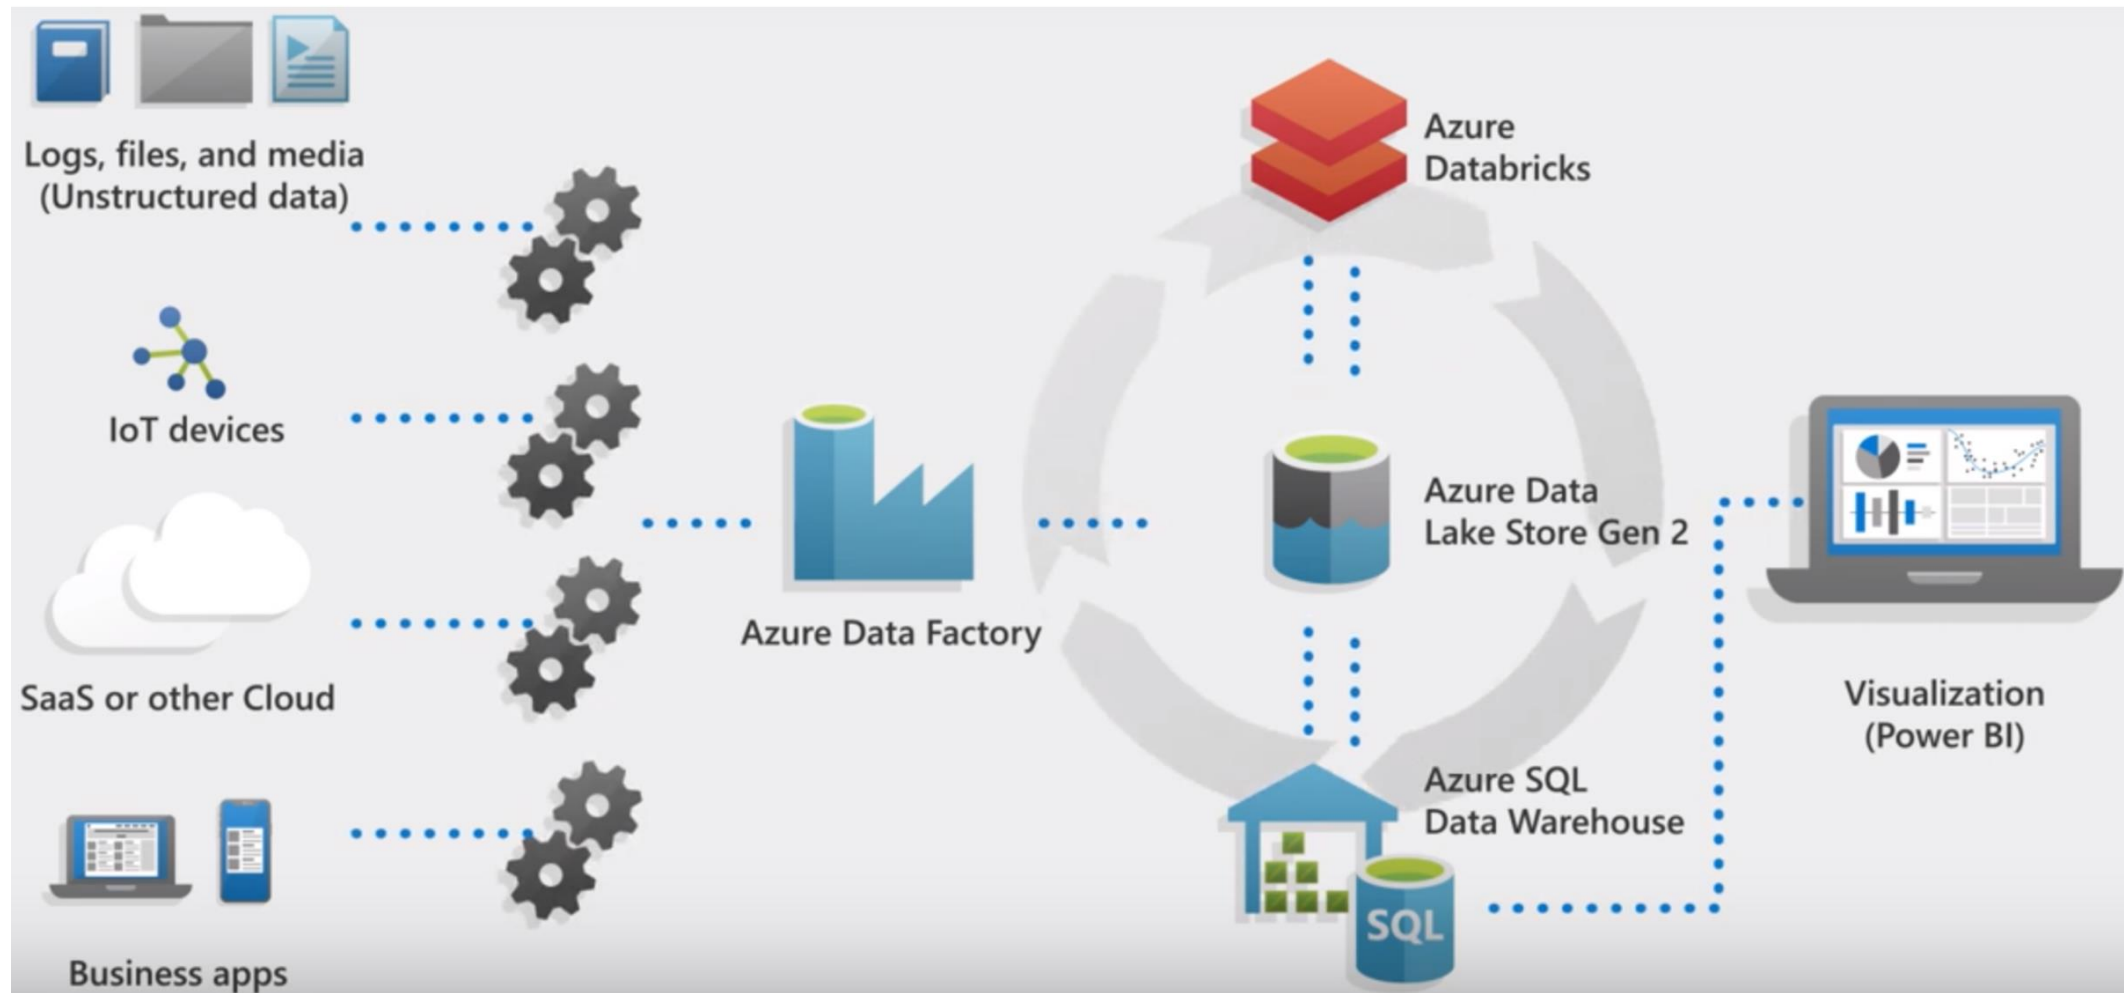 Logs, files, and media
(Unstructured data)
IoT devices
SaaS or other Cloud
Business apps
Azure Data Factory
Azure
Databricks
Azure Data
Lake Store Gen 2
Azure SQL
Data Warehouse
SQL
Visualization
(Power BI)